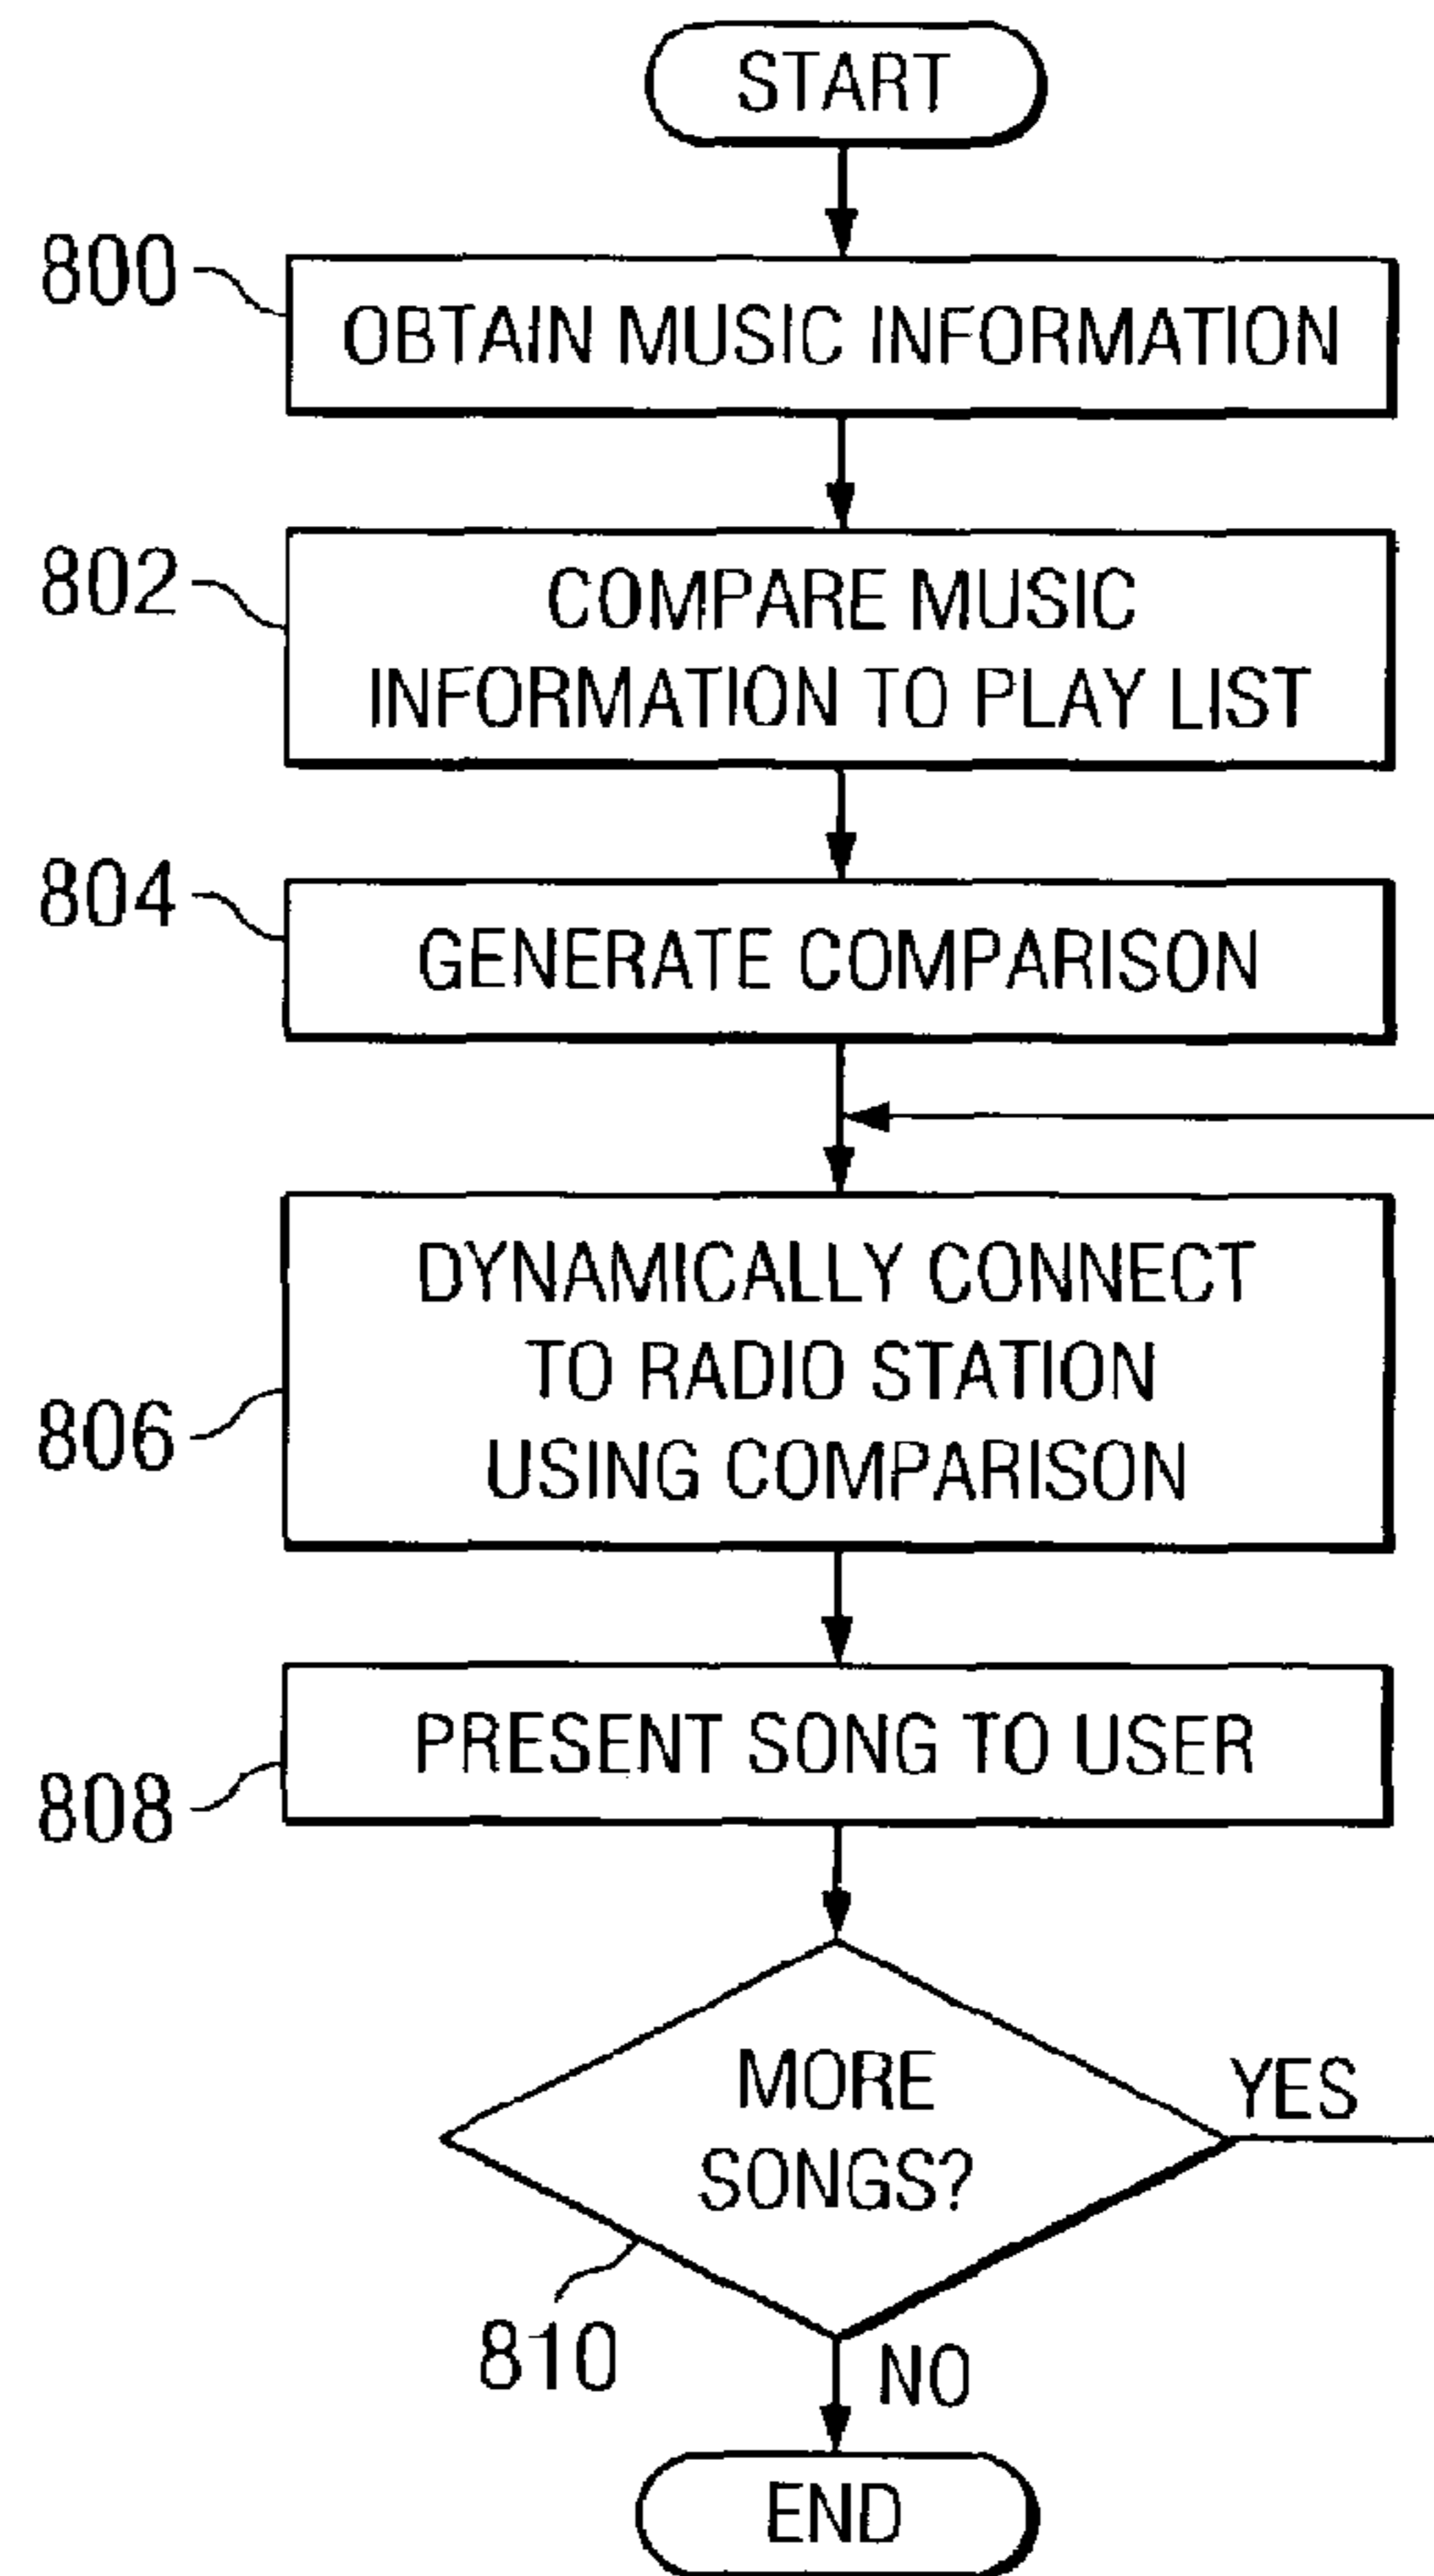 START
800
OBTAIN MUSIC INFORMATION
802
COMPARE MUSIC
INFORMATION TO PLAY LIST
804
GENERATE COMPARISON
DYNAMICALLY CONNECT
TO RADIO STATION
USING COMPARISON
806
PRESENT SONG TO USER
808
MORE
SONGS?
YES
810
NO
END